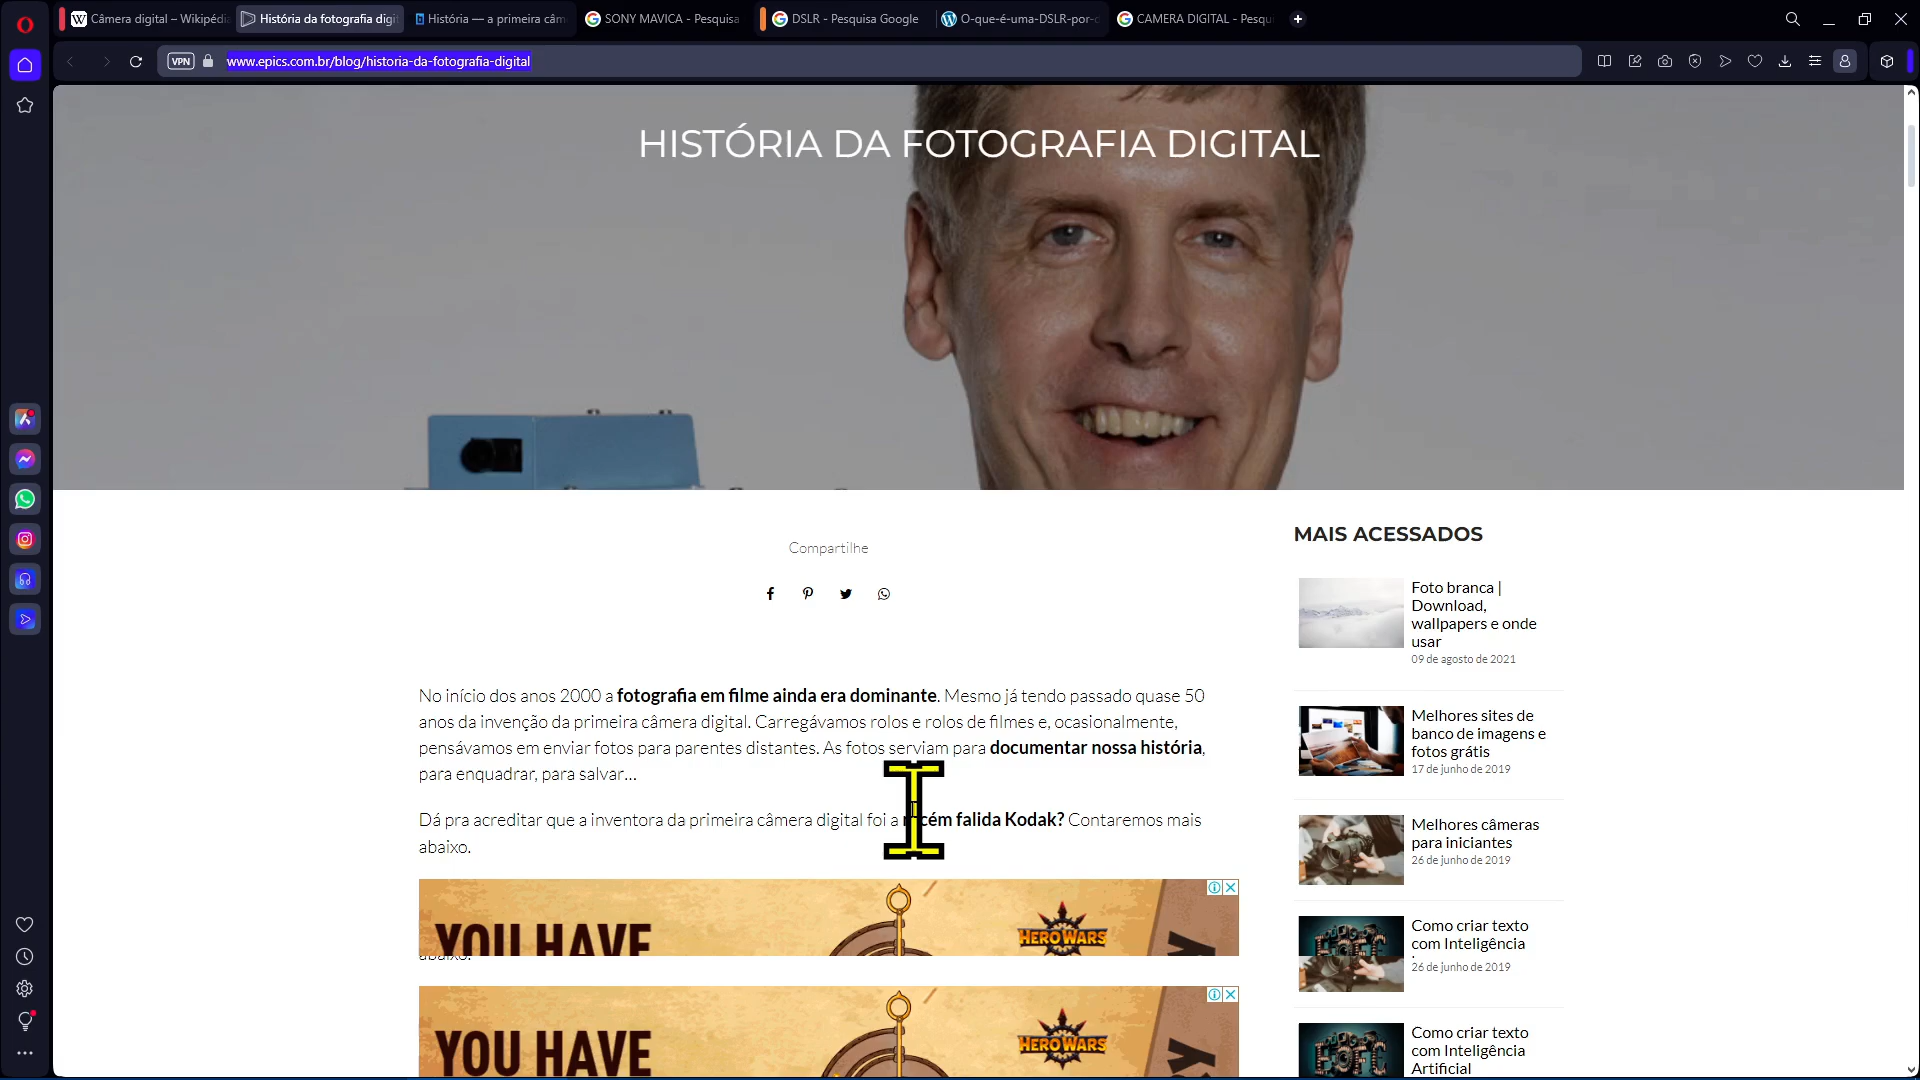 Câmera digital – Wikipédi
História da fotografia digi
História — a primeira câm
SONY MAVICA - Pesquisa
DSLR - Pesquisa Google
O-que-é-uma-DSLR-por-
CAMERA DIGITAL - Pesqu
VPN
www.epics.com.br/blog/historia-da-fotografia-digital
HISTÓRIA DA FOTOGRAFIA DIGITAL
Compartilhe
No início dos anos 2000 a fotografia em filme ainda era dominante. Mesmo já tendo passado quase 50
anos da invenção da primeira câmera digital. Carregávamos rolos e rolos de filmes e, ocasionalmente,
pensávamos em enviar fotos para parentes distantes. As fotos serviam para documentar nossa história,
para enquadrar, para salvar…
Dá pra acreditar que a inventora da primeira câmera digital foi a recém falida Kodak? Contaremos mais
abaixo.
YOU HAVE
HERO WARS
abaixo.
YOU HAVE
HERO WARS
MAIS ACESSADOS
Foto branca |
Download,
wallpapers e onde
usar
09 de agosto de 2021
Melhores sites de
banco de imagens e
fotos grátis
17 de junho de 2019
Melhores câmeras
para iniciantes
26 de junho de 2019
Como criar texto
com Inteligência
26 de junho de 2019
Como criar texto
com Inteligência
Artificial